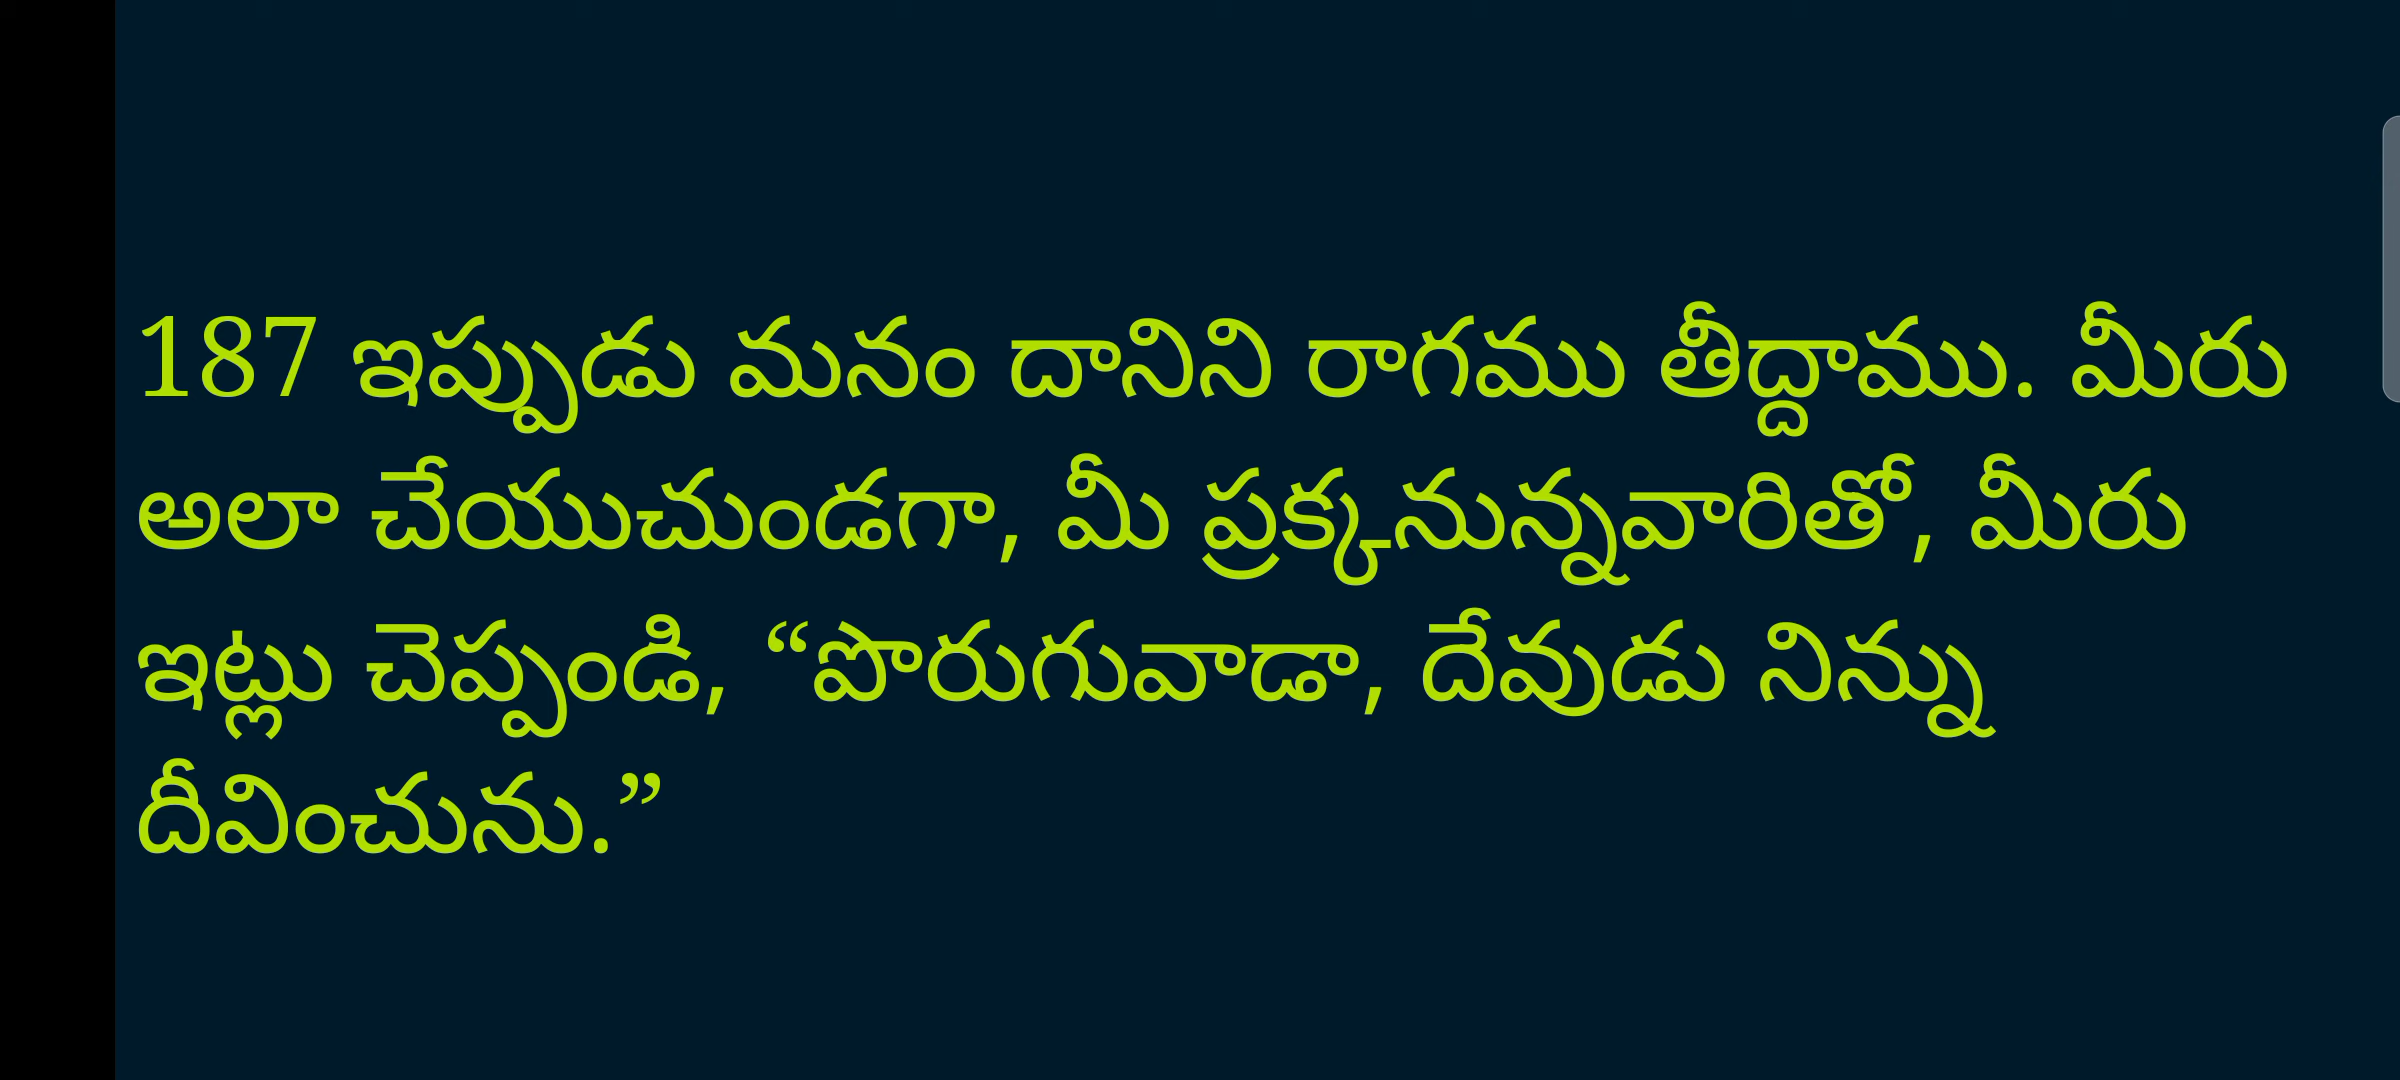 187 ఇప్పుడు మనం దానిని రాగము తీద్దాము. మీరు
అలా చేయుచుండగా, మీ ప్రక్కనున్నవారితో, మీరు
ఇట్లు చెప్పండి, “పొరుగువాడా, దేవుడు నిన్ను
దీవించును.”